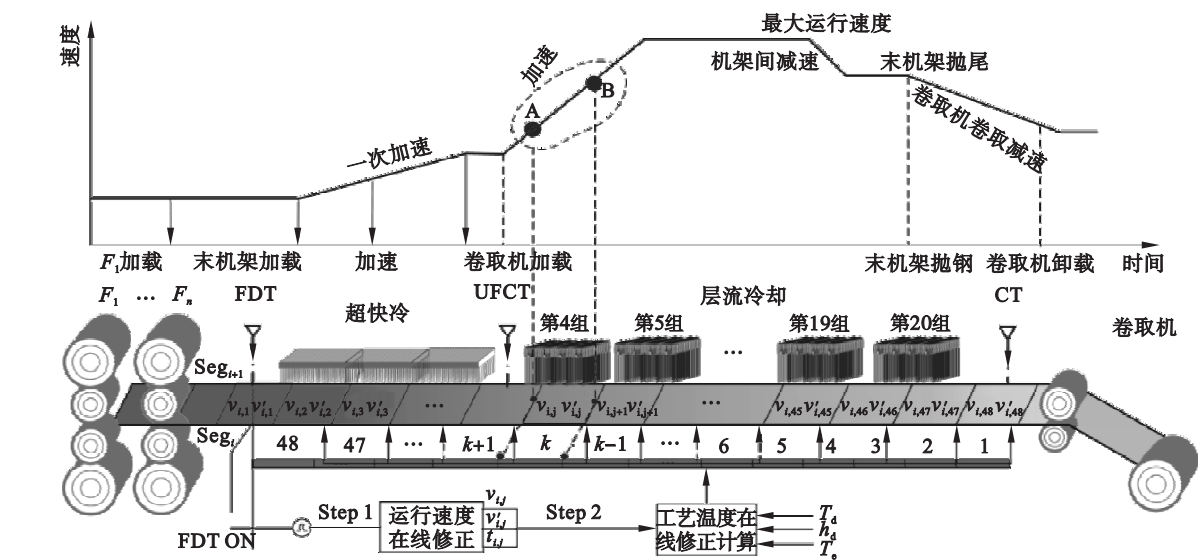 速度
最大运行速度
加速
机架间减速
末机架抛尾
B
A
卷取机卷取减速
一次加速
F₁加载 末机架加载 加速 卷取机加载 末机架抛钢 卷取机卸载 时间
F₁ … Fₙ FDT UFCT CT
超快冷 层流冷却 卷取机
第4组 第5组 … 第19组 第20组
Segᵢ₊₁
vᵢ,₁ v′ᵢ,₁ vᵢ,₂ v′ᵢ,₂ vᵢ,₃ v′ᵢ,₃ … vᵢ,ⱼ v′ᵢ,ⱼ vᵢ,ⱼ₊₁ v′ᵢ,ⱼ₊₁ … vᵢ,₄₅ v′ᵢ,₄₅ vᵢ,₄₆ v′ᵢ,₄₆ vᵢ,₄₇ v′ᵢ,₄₇ vᵢ,₄₈ v′ᵢ,₄₈
Segᵢ
48 47 … k+1 k k−1 … 6 5 4 3 2 1
FDT ON
Step 1
运行速度
在线修正
vᵢ,ⱼ
v′ᵢ,ⱼ
tᵢ,ⱼ
Step 2
工艺温度在
线修正计算
T_d
h_d